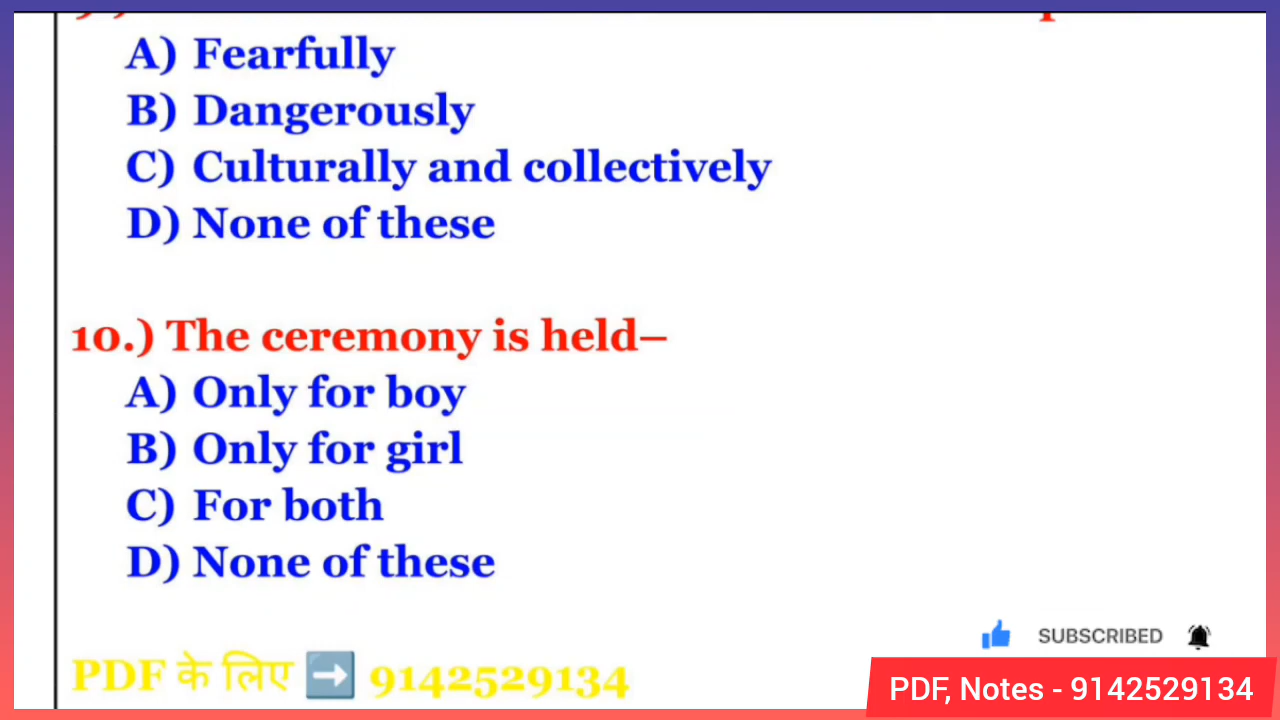 A) Fearfully
B) Dangerously
C) Culturally and collectively
D) None of these
10.) The ceremony is held–
A) Only for boy
B) Only for girl
C) For both
D) None of these
SUBSCRIBED
PDF के लिए ➡️ 9142529134
PDF, Notes - 9142529134